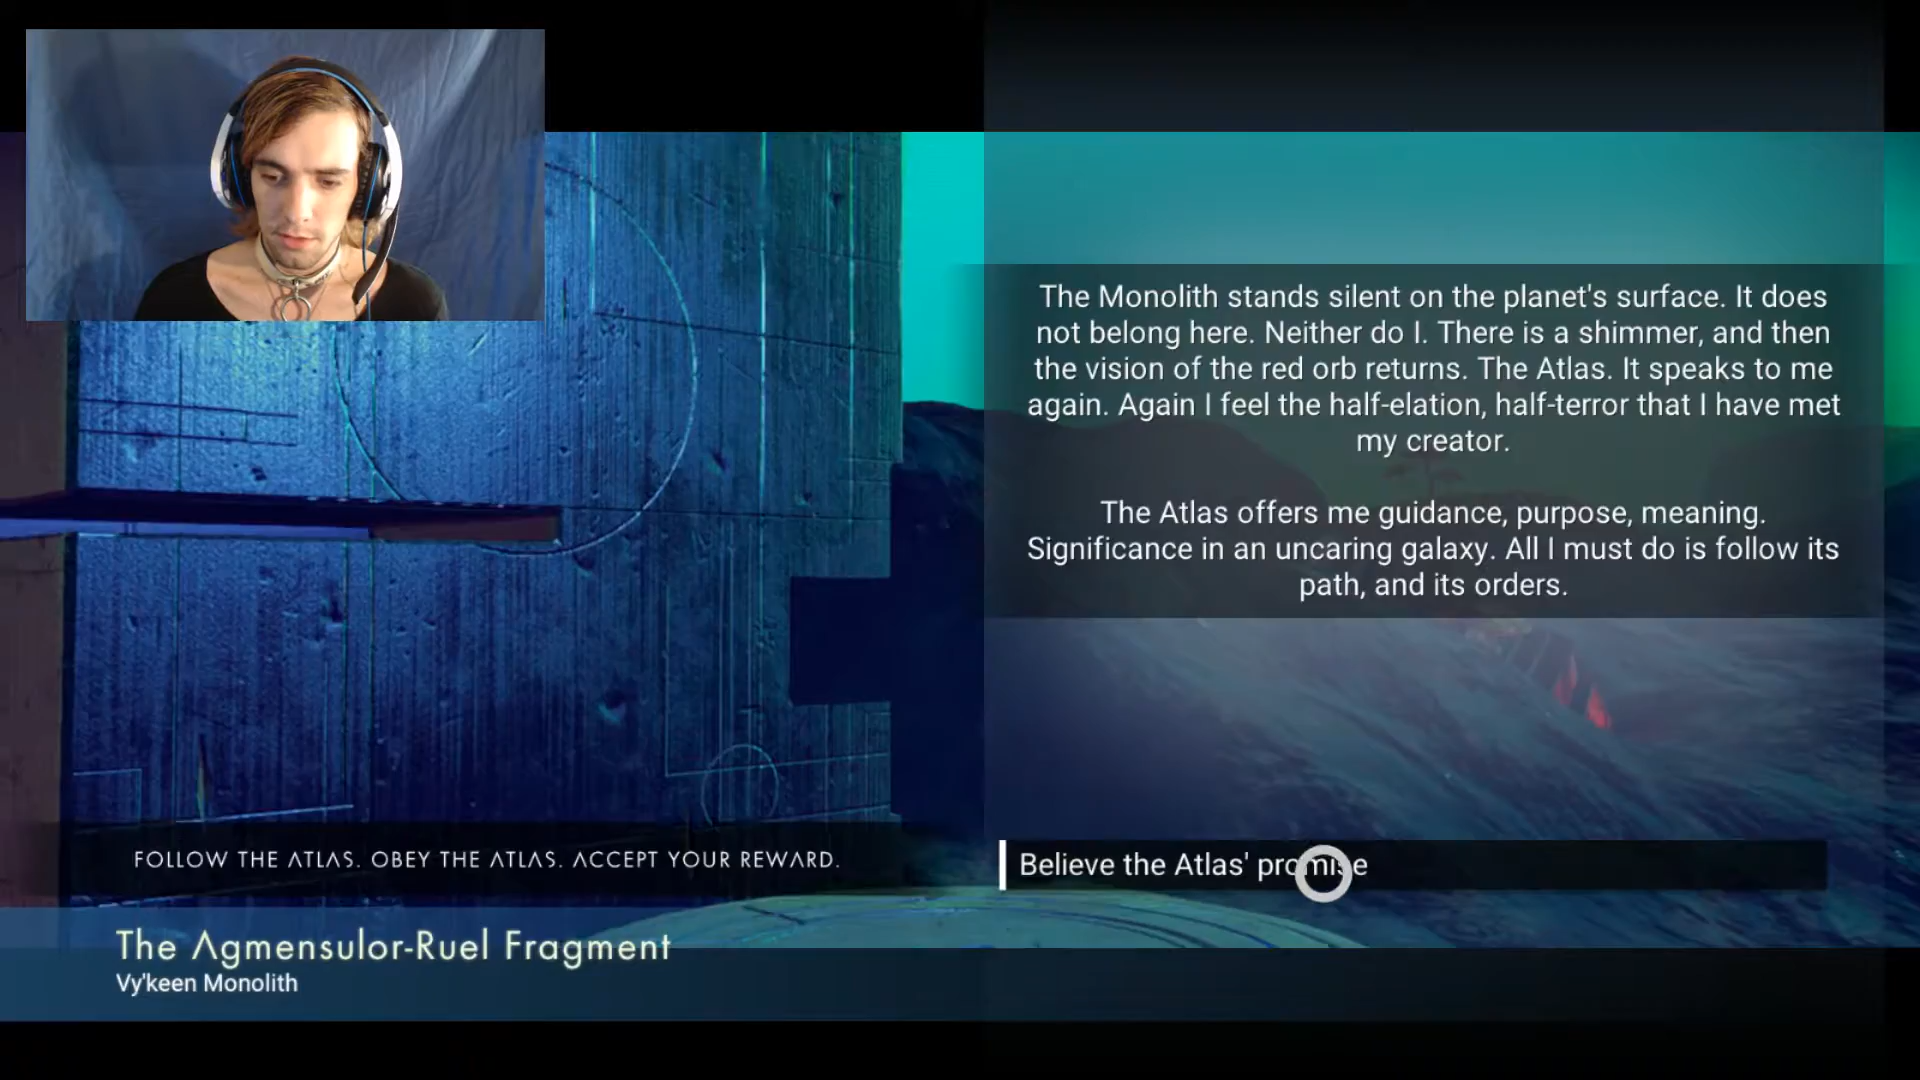 The Monolith stands silent on the planet's surface. It does
not belong here. Neither do I. There is a shimmer, and then
the vision of the red orb returns. The Atlas. It speaks to me
again. Again I feel the half-elation, half-terror that I have met
my creator.
The Atlas offers me guidance, purpose, meaning.
Significance in an uncaring galaxy. All I must do is follow its
path, and its orders.
Believe the Atlas' promise
FOLLOW THE ATLAS. OBEY THE ATLAS. ACCEPT YOUR REWARD.
The Agmensulor-Ruel Fragment
Vy'keen Monolith